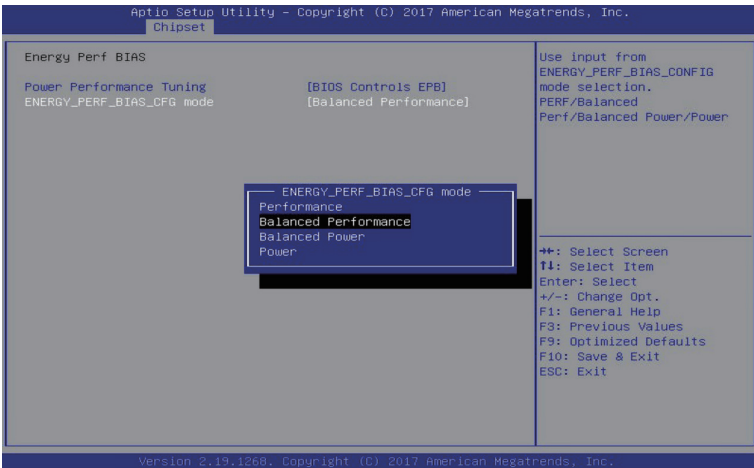 Aptio Setup Utility – Copyright (C) 2017 American Megatrends, Inc.
Chipset
Energy Perf BIAS
Power Performance Tuning [BIOS Controls EPB]
ENERGY_PERF_BIAS_CFG mode [Balanced Performance]
ENERGY_PERF_BIAS_CFG mode
Performance
Balanced Performance
Balanced Power
Power
Use input from
ENERGY_PERF_BIAS_CONFIG
mode selection.
PERF/Balanced
Perf/Balanced Power/Power
→←: Select Screen
↑↓: Select Item
Enter: Select
+/-: Change Opt.
F1: General Help
F3: Previous Values
F9: Optimized Defaults
F10: Save & Exit
ESC: Exit
Version 2.19.1268. Copyright (C) 2017 American Megatrends, Inc.